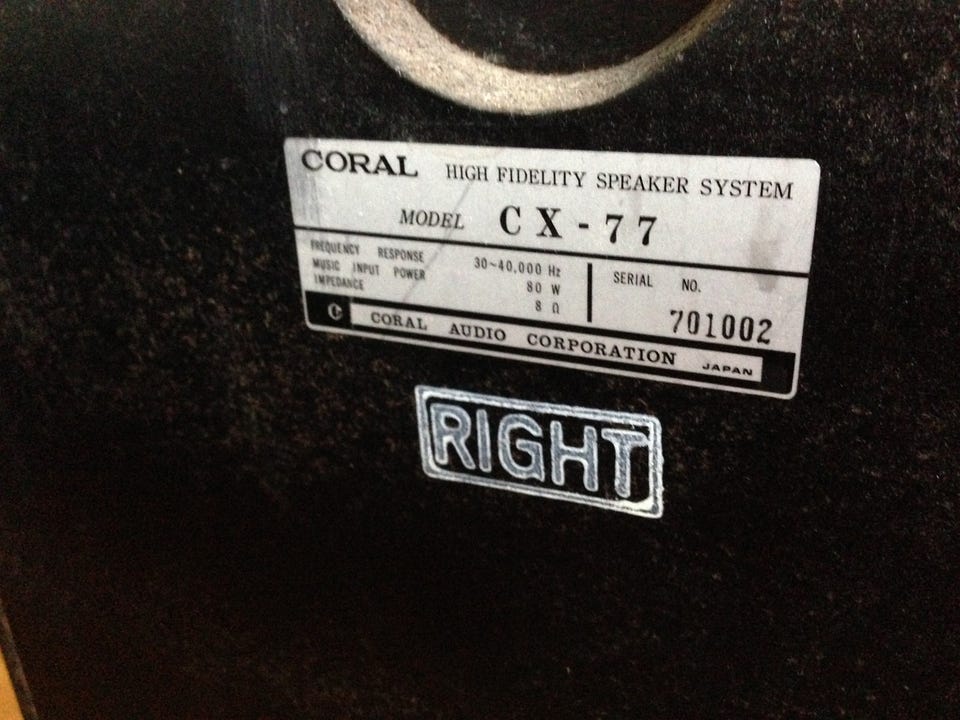 CORAL HIGH FIDELITY SPEAKER SYSTEM
MODEL CX-77
FREQUENCY RESPONSE 30~40,000 Hz
MUSIC INPUT POWER 80 W
IMPEDANCE 8 Ω
SERIAL NO.
701002
C CORAL AUDIO CORPORATION JAPAN
RIGHT